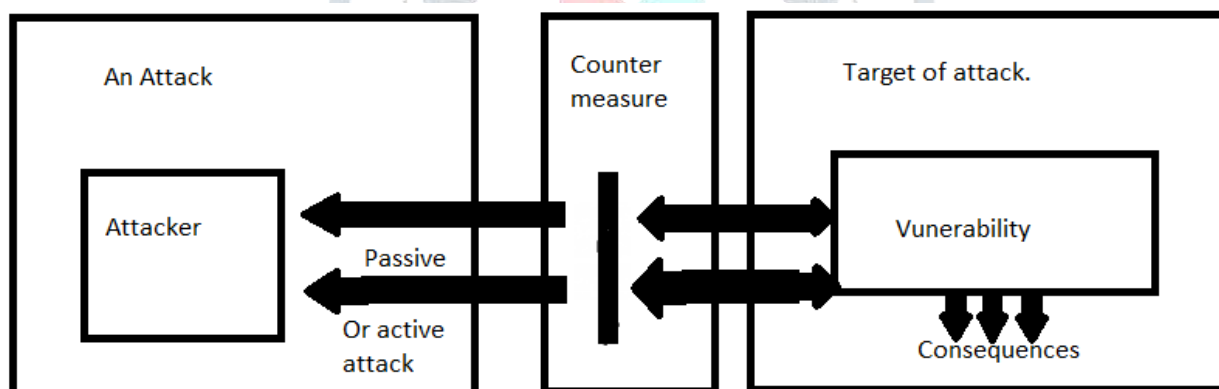 An Attack
Attacker
Passive
Or active
attack
Counter
measure
Target of attack.
Vunerability
Consequences